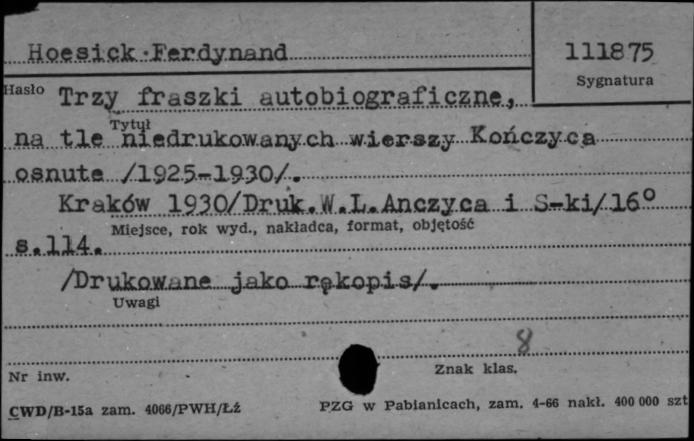 Hoesick Ferdynand
111875
Hasło
Sygnatura
Trzy fraszki autobiograficzne,
Tytuł
na tle niedrukowanych wierszy Kończyca
osnute /1925-1930/.
Kraków 1930/Druk.W.L.Anczyca i S-ki/16°
Miejsce, rok wyd., nakładca, format, objętość
s.114.
/Drukowane jako rękopis/.
Uwagi
8
Nr inw.
Znak klas.
CWD/B-15a zam. 4066/PWH/Łź
PZG w Pabianicach, zam. 4-66 nakł. 400 000 szt